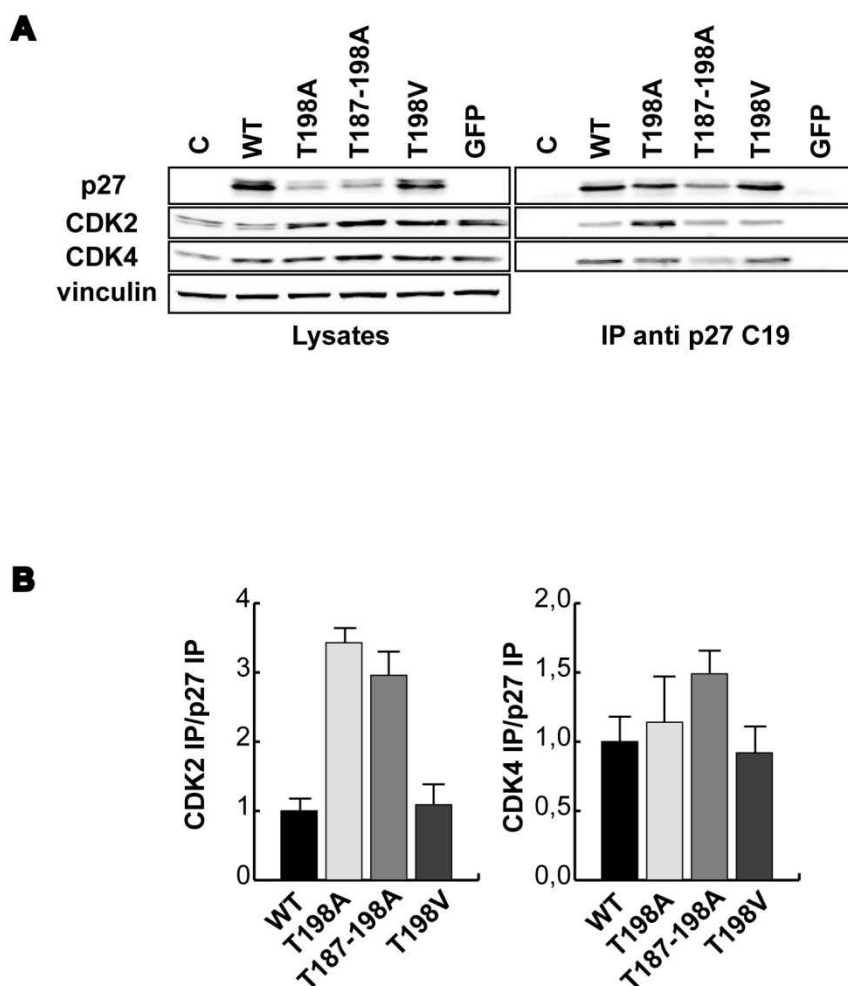 A
C WT T198A T187-198A T198V GFP C WT T198A T187-198A T198V GFP
p27
CDK2
CDK4
vinculin
Lysates IP anti p27 C19
B
CDK2 IP/p27 IP
4
3
2
1
0
WT T198A T187-198A T198V
CDK4 IP/p27 IP
2,0
1,5
1,0
0,5
0,0
WT T198A T187-198A T198V